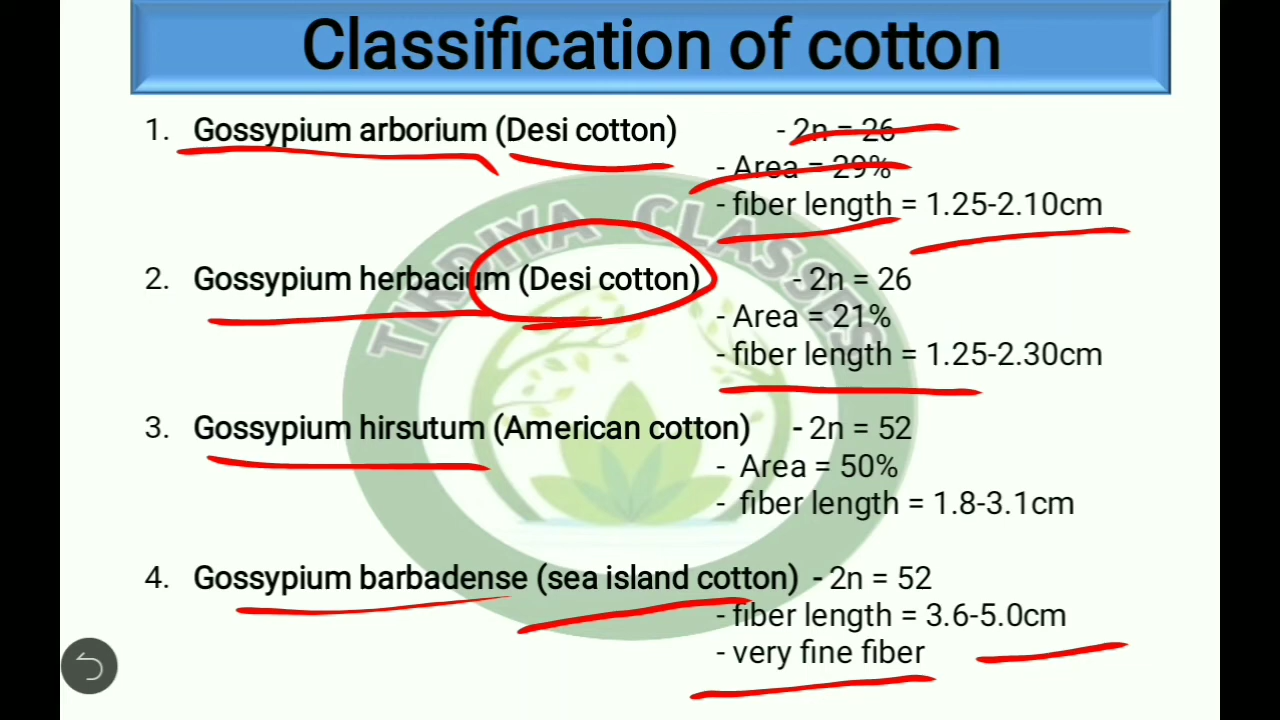 Classification of cotton
1. Gossypium arborium (Desi cotton) - 2n = 26
- Area = 29%
- fiber length = 1.25-2.10cm
TIRDIYA CLASSES
2. Gossypium herbacium (Desi cotton) - 2n = 26
- Area = 21%
- fiber length = 1.25-2.30cm
3. Gossypium hirsutum (American cotton) - 2n = 52
- Area = 50%
- fiber length = 1.8-3.1cm
4. Gossypium barbadense (sea island cotton) - 2n = 52
- fiber length = 3.6-5.0cm
- very fine fiber